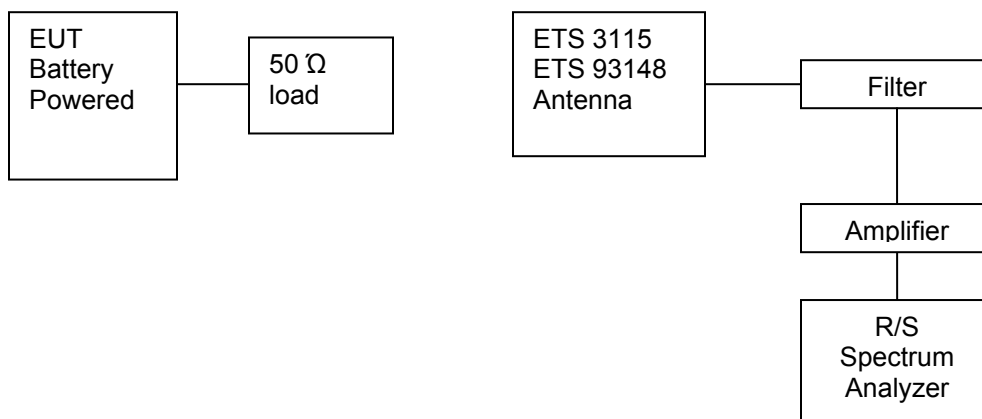 EUT
Battery
Powered
50 Ώ
load
ETS 3115
ETS 93148
Antenna
Filter
Amplifier
R/S
Spectrum
Analyzer